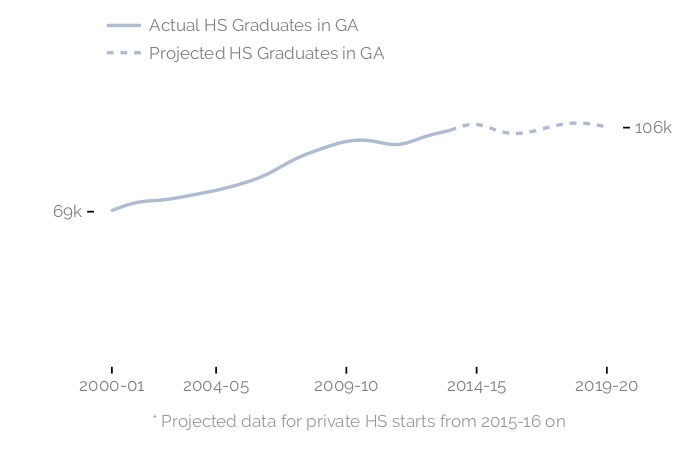 Actual HS Graduates in GA
Projected HS Graduates in GA
106k
69k
2000-01 2004-05 2009-10 2014-15 2019-20
* Projected data for private HS starts from 2015-16 on